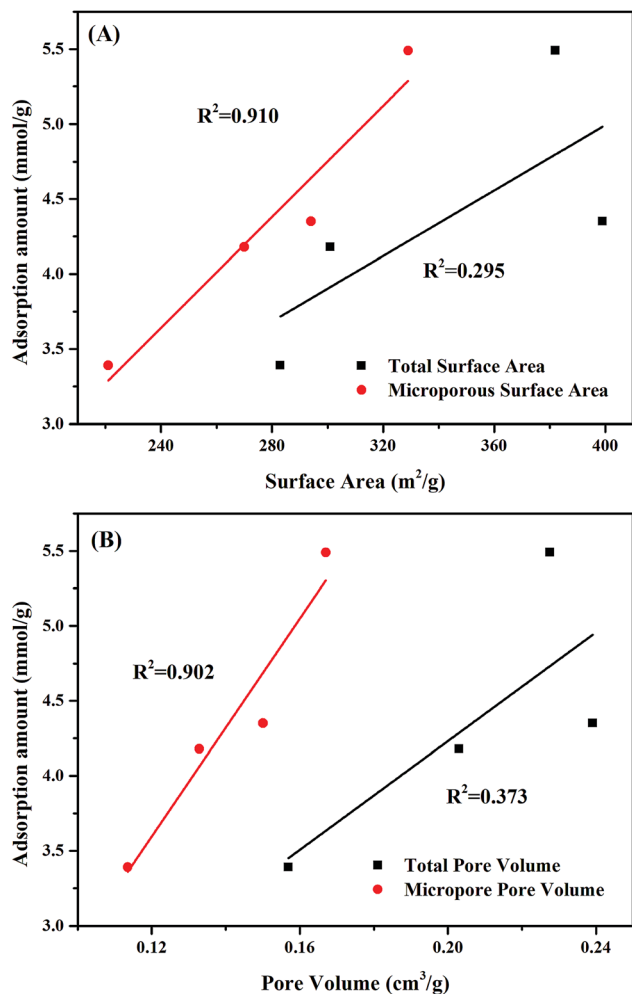 (A)
5.5
5.0
4.5
4.0
3.5
3.0
Adsorption amount (mmol/g)
R²=0.910
R²=0.295
Total Surface Area
Microporous Surface Area
240 280 320 360 400
Surface Area (m²/g)
(B)
5.5
5.0
4.5
4.0
3.5
3.0
Adsorption amount (mmol/g)
R²=0.902
R²=0.373
Total Pore Volume
Micropore Pore Volume
0.12 0.16 0.20 0.24
Pore Volume (cm³/g)